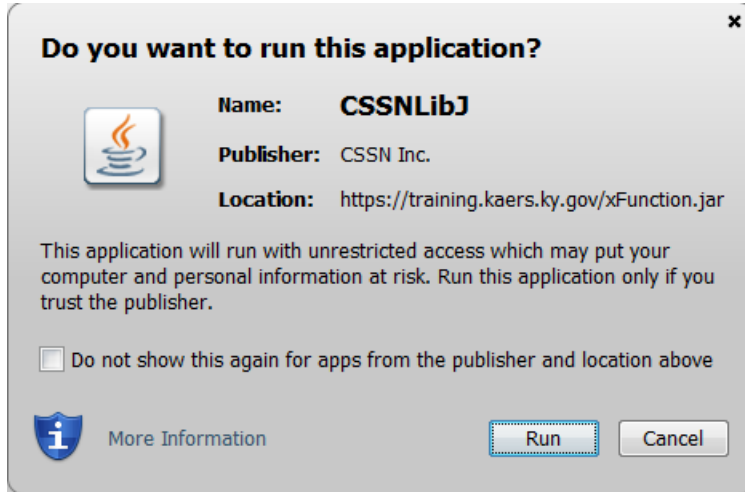 Do you want to run this application?
Name: CSSNLibJ
Publisher: CSSN Inc.
Location: https://training.kaers.ky.gov/xFunction.jar
This application will run with unrestricted access which may put your
computer and personal information at risk. Run this application only if you
trust the publisher.
Do not show this again for apps from the publisher and location above
More Information Run Cancel